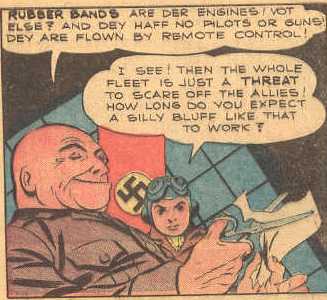 RUBBER BANDS ARE DER ENGINES! VOT
ELSE? AND DEY HAFF NO PILOTS OR GUNS!
DEY ARE FLOWN BY REMOTE CONTROL!
I SEE! THEN THE WHOLE
FLEET IS JUST A THREAT
TO SCARE OFF THE ALLIES!
HOW LONG DO YOU EXPECT
A SILLY BLUFF LIKE THAT
TO WORK?